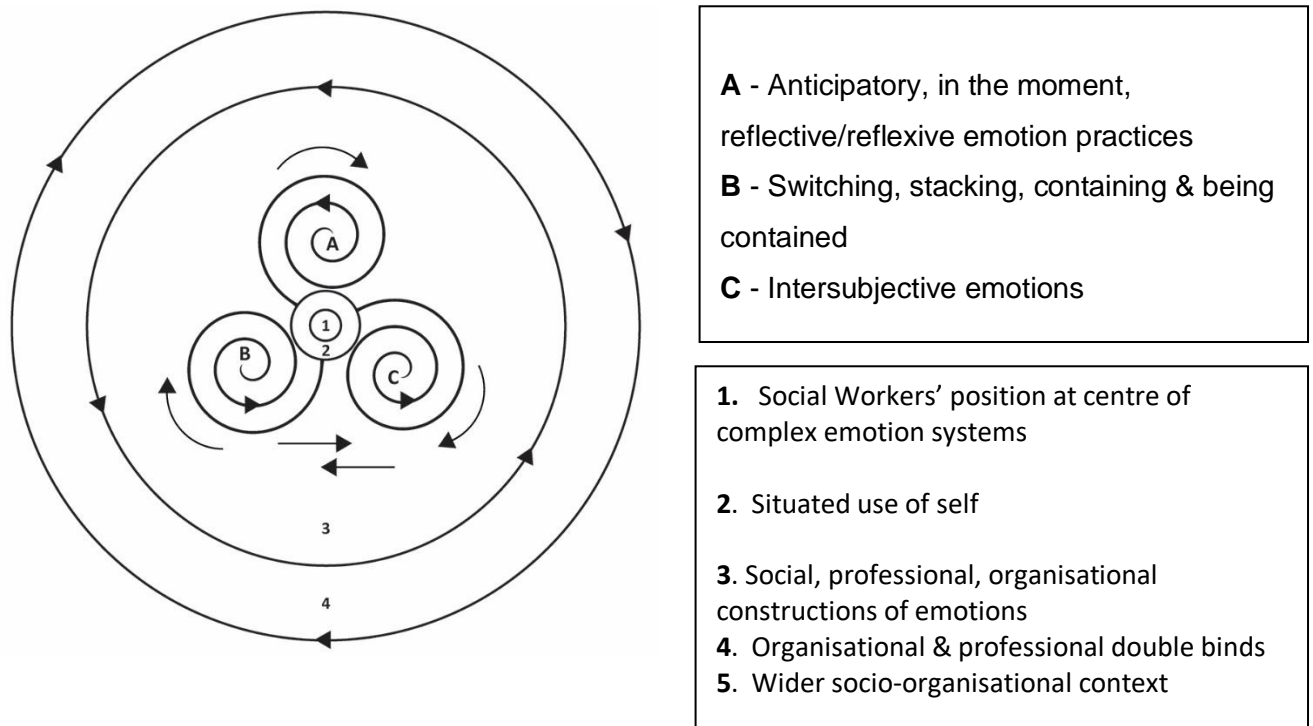 A
1
2
B
C
3
4
A - Anticipatory, in the moment,
reflective/reflexive emotion practices
B - Switching, stacking, containing & being
contained
C - Intersubjective emotions
1. Social Workers’ position at centre of
complex emotion systems
2. Situated use of self
3. Social, professional, organisational
constructions of emotions
4. Organisational & professional double binds
5. Wider socio-organisational context